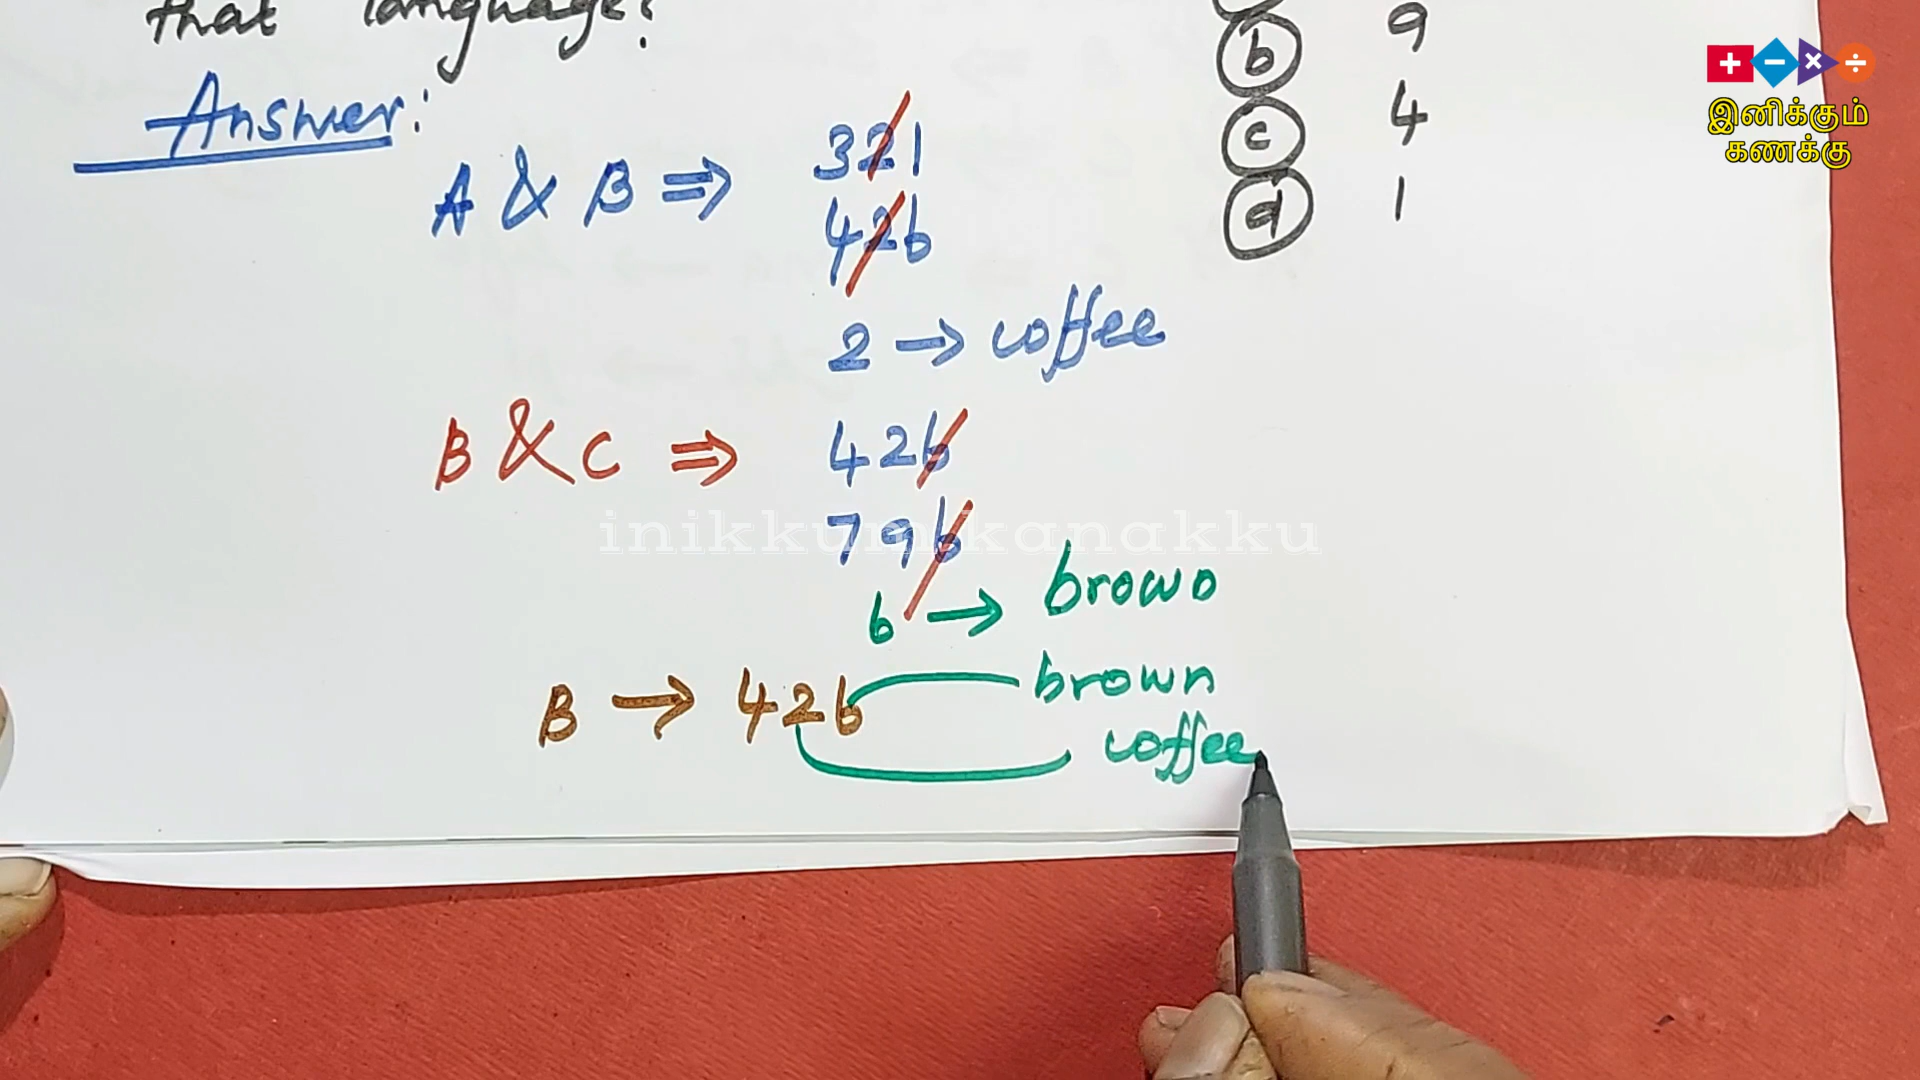 that language?
Answer:
A & B ⇒ 321
426
2 → coffee
B & C ⇒ 426
796
6 → brown
B → 426 brown
coffee
b 9
c 4
d 1
+ − × ÷
இனிக்கும்
கணக்கு
inikkum kanakku